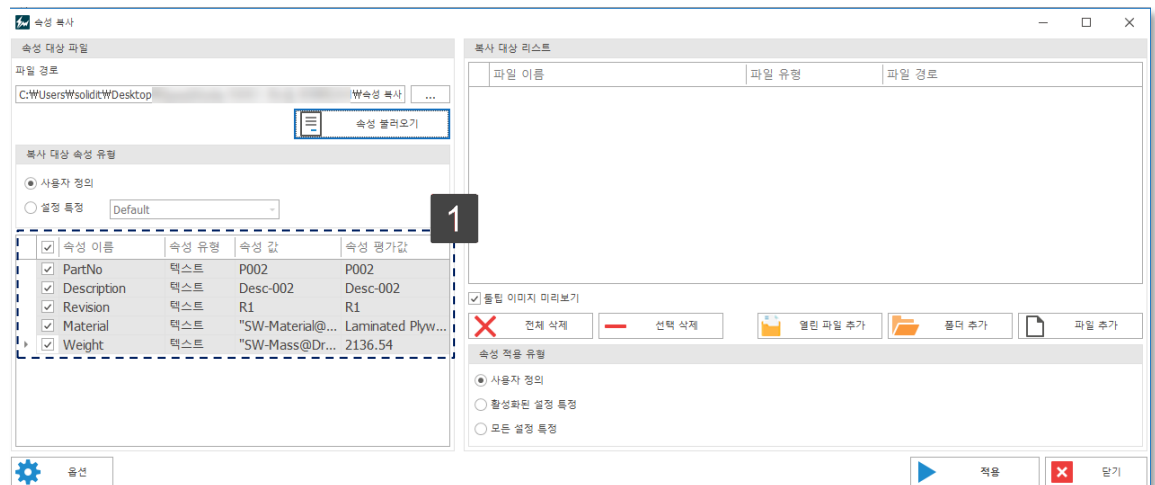 속성 복사
속성 대상 파일
파일 경로
C:₩Users₩solidit₩Desktop ₩속성 복사 ...
속성 불러오기
복사 대상 속성 유형
사용자 정의
설정 특정 Default
1
속성 이름 속성 유형 속성 값 속성 평가값
PartNo 텍스트 P002 P002
Description 텍스트 Desc-002 Desc-002
Revision 텍스트 R1 R1
Material 텍스트 "SW-Material@... Laminated Plyw...
Weight 텍스트 "SW-Mass@Dr... 2136.54
옵션
복사 대상 리스트
파일 이름 파일 유형 파일 경로
툴팁 이미지 미리보기
전체 삭제 선택 삭제 열린 파일 추가 폴더 추가 파일 추가
속성 적용 유형
사용자 정의
활성화된 설정 특정
모든 설정 특정
적용 닫기